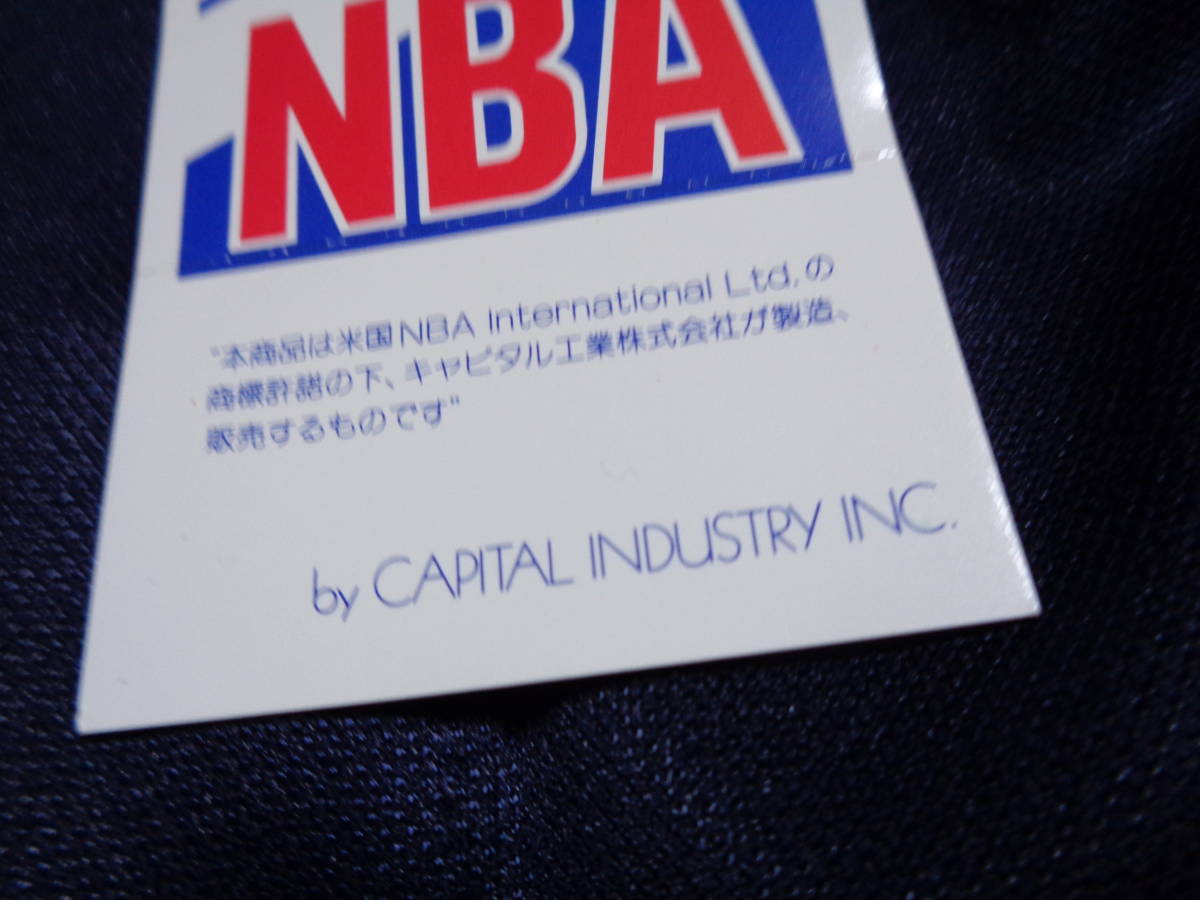 NBA
"本商品は米国NBA International Ltd.の
商標許諾の下、キャピタル工業株式会社が製造、
販売するものです"
by CAPITAL INDUSTRY INC.